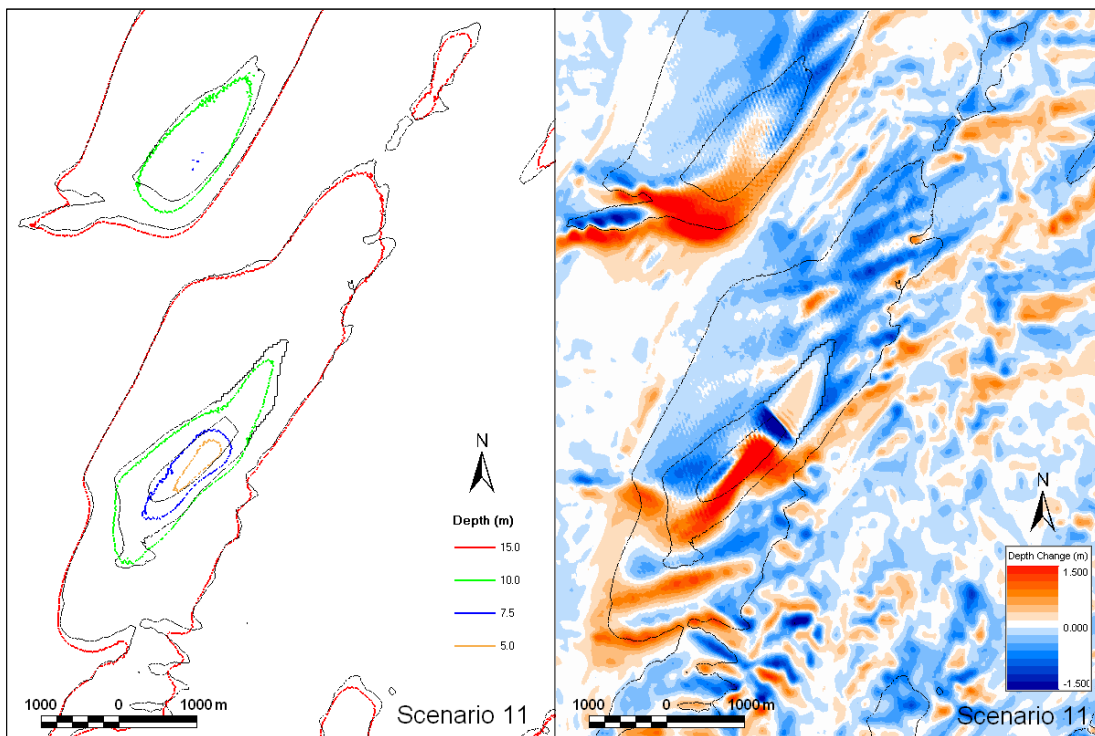 N
Depth (m)
15.0
10.0
7.5
5.0
1000 0 1000 m
Scenario 11
N
Depth Change (m)
1.500
0.000
-1.500
1000 0 1000 m
Scenario 11